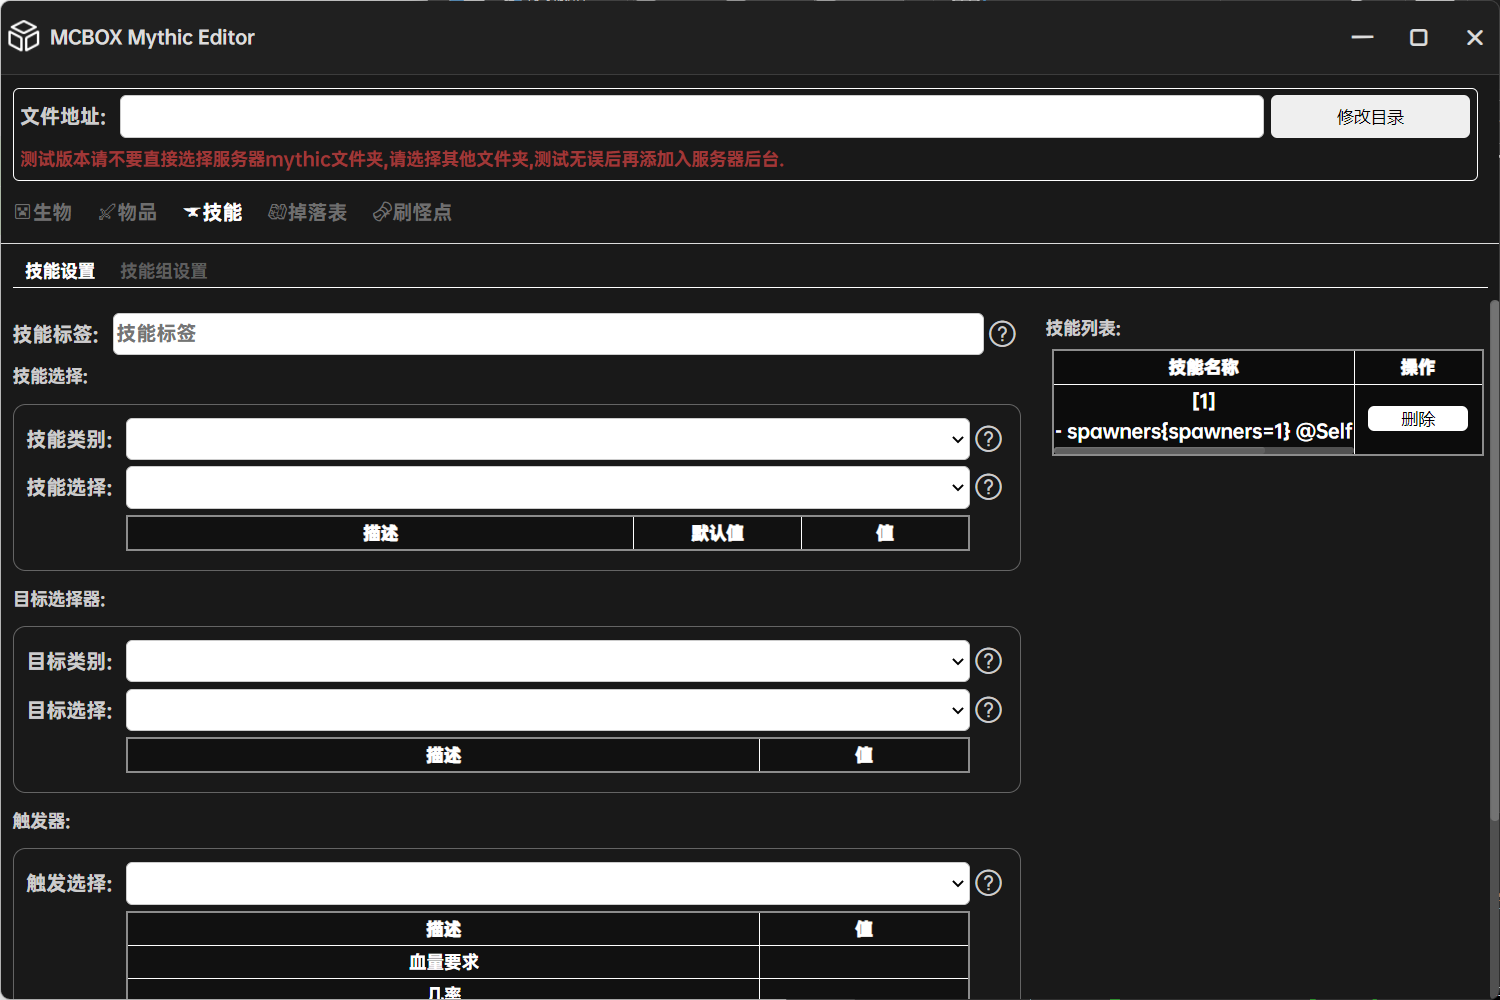 MCBOX Mythic Editor
文件地址:
修改目录
测试版本请不要直接选择服务器mythic文件夹,请选择其他文件夹,测试无误后再添加入服务器后台.
生物 物品 技能 掉落表 刷怪点
技能设置 技能组设置
技能标签: 技能标签
技能选择:
技能类别:
技能选择:
描述 默认值 值
目标选择器:
目标类别:
目标选择:
描述 值
触发器:
触发选择:
描述 值
血量要求
几率
技能列表:
技能名称 操作
[1]
- spawners{spawners=1} @Self
删除